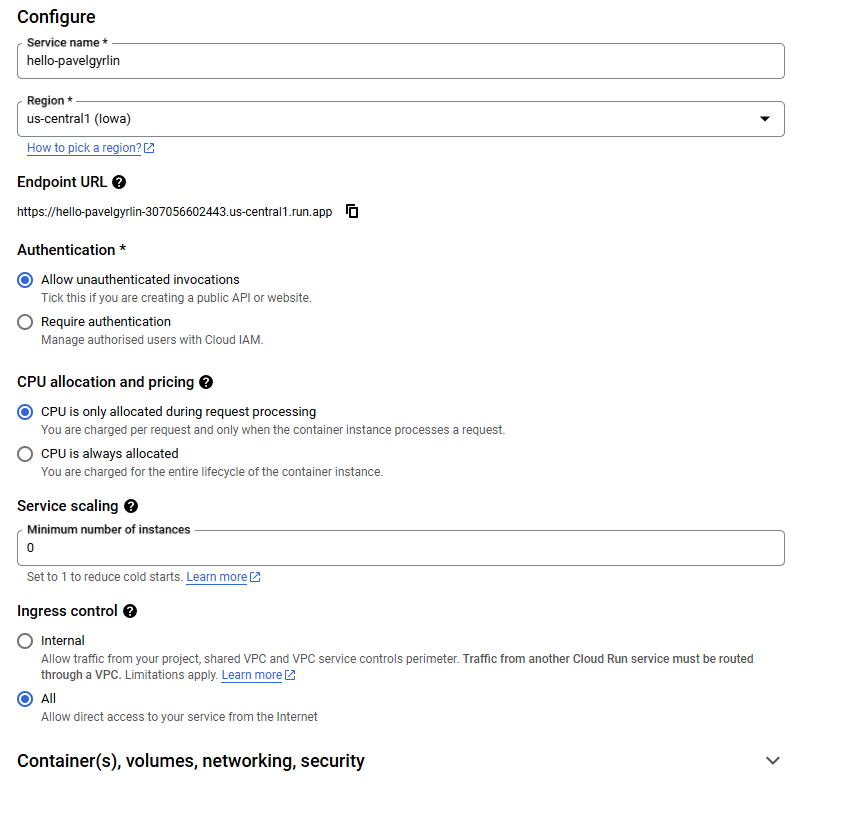 Configure
Service name *
hello-pavelgyrlin
Region *
us-central1 (Iowa)
How to pick a region?
Endpoint URL
https://hello-pavelgyrlin-307056602443.us-central1.run.app
Authentication *
Allow unauthenticated invocations
Tick this if you are creating a public API or website.
Require authentication
Manage authorised users with Cloud IAM.
CPU allocation and pricing
CPU is only allocated during request processing
You are charged per request and only when the container instance processes a request.
CPU is always allocated
You are charged for the entire lifecycle of the container instance.
Service scaling
Minimum number of instances
0
Set to 1 to reduce cold starts. Learn more
Ingress control
Internal
Allow traffic from your project, shared VPC and VPC service controls perimeter. Traffic from another Cloud Run service must be routed
through a VPC. Limitations apply. Learn more
All
Allow direct access to your service from the Internet
Container(s), volumes, networking, security